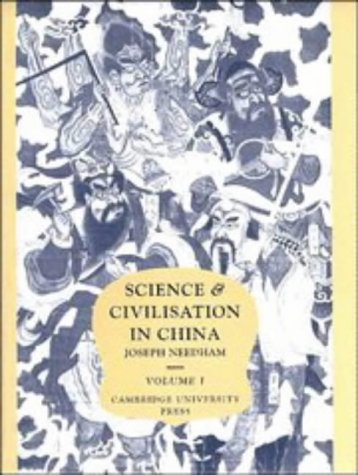 SCIENCE &
CIVILISATION
IN CHINA
JOSEPH NEEDHAM
VOLUME I
CAMBRIDGE UNIVERSITY
PRESS